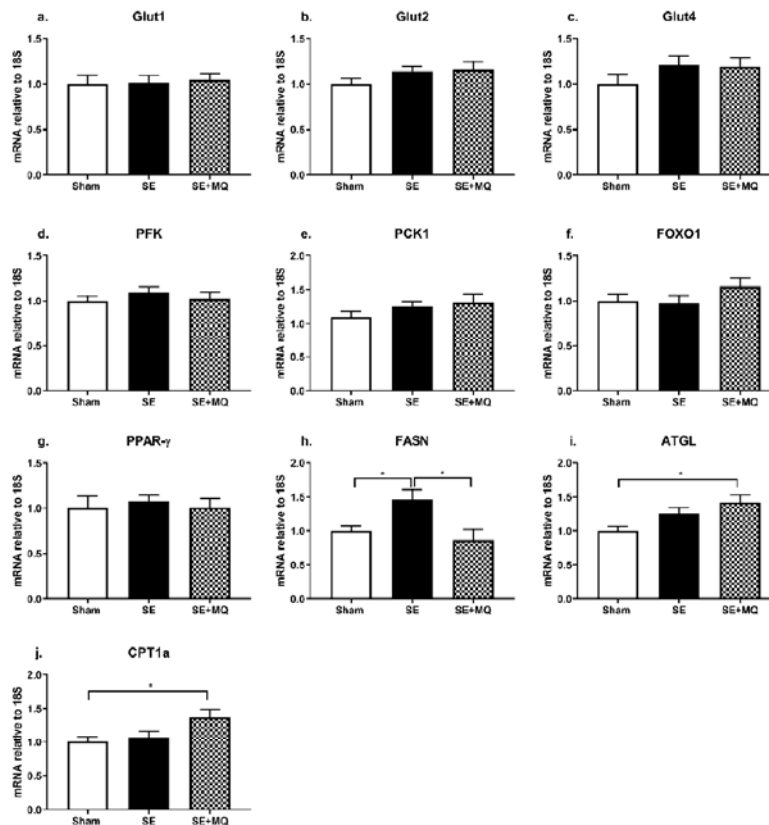 a. Glut1
mRNA relative to 18S
1.5
1.0
0.5
0.0
Sham SE SE+MQ
b. Glut2
mRNA relative to 18S
1.5
1.0
0.5
0.0
Sham SE SE+MQ
c. Glut4
mRNA relative to 18S
1.5
1.0
0.5
0.0
Sham SE SE+MQ
d. PFK
mRNA relative to 18S
1.5
1.0
0.5
0.0
Sham SE SE+MQ
e. PCK1
mRNA relative to 18S
2.0
1.5
1.0
0.5
0.0
Sham SE SE+MQ
f. FOXO1
mRNA relative to 18S
1.5
1.0
0.5
0.0
Sham SE SE+MQ
g. PPAR-γ
mRNA relative to 18S
1.5
1.0
0.5
0.0
Sham SE SE+MQ
h. FASN
mRNA relative to 18S
2.0
1.5
1.0
0.5
0.0
* *
Sham SE SE+MQ
i. ATGL
mRNA relative to 18S
2.0
1.5
1.0
0.5
0.0
*
Sham SE SE+MQ
j. CPT1a
mRNA relative to 18S
2.0
1.5
1.0
0.5
0.0
*
Sham SE SE+MQ